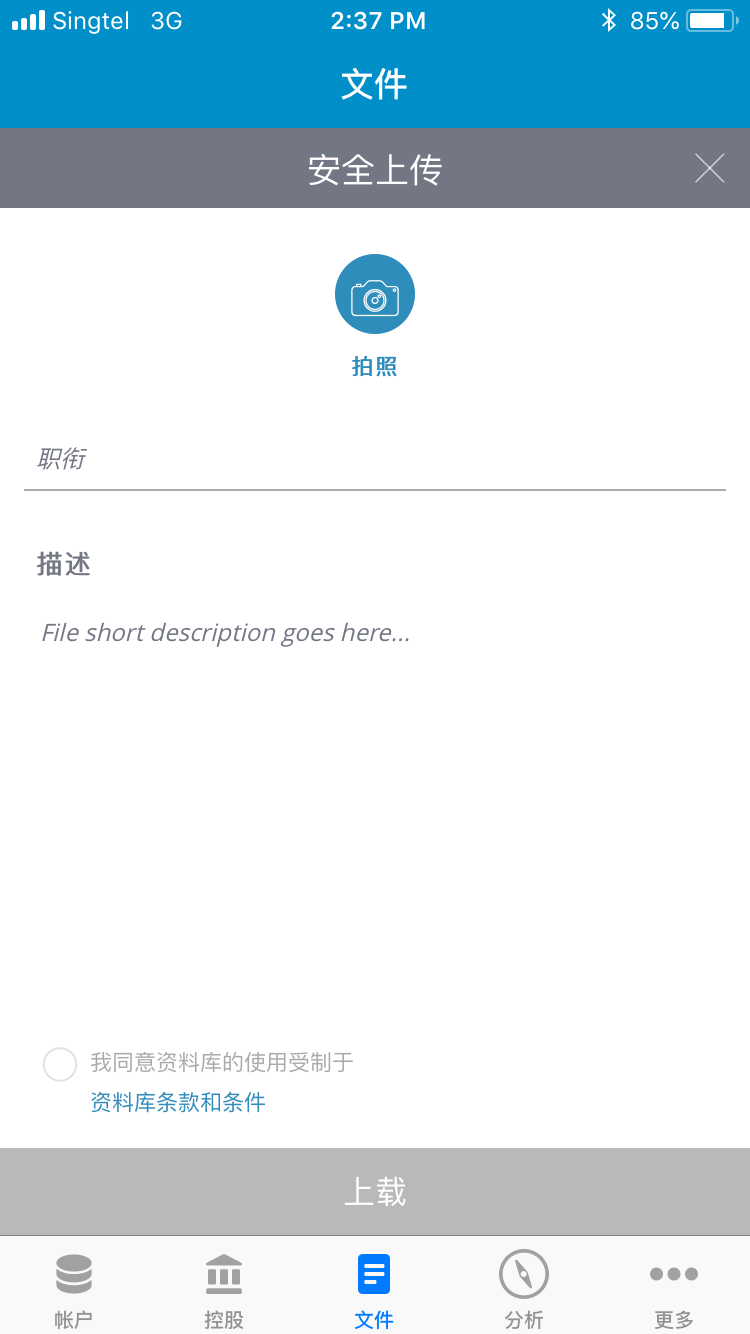 Singtel 3G 2:37 PM 85%
文件
安全上传
拍照
职衔
描述
File short description goes here...
我同意资料库的使用受制于
资料库条款和条件
上载
帐户 控股 文件 分析 更多